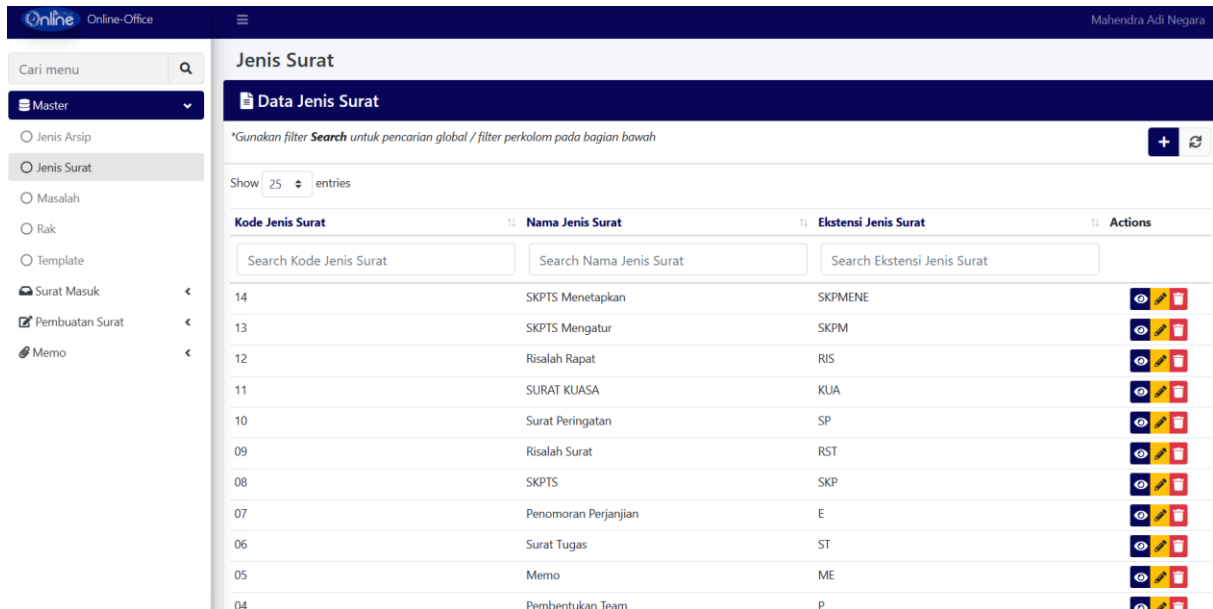 Online Online-Office
Mahendra Adi Negara
Cari menu
Master
Jenis Arsip
Jenis Surat
Masalah
Rak
Template
Surat Masuk
Pembuatan Surat
Memo
Jenis Surat
Data Jenis Surat
*Gunakan filter Search untuk pencarian global / filter perkolom pada bagian bawah
Show 25 entries
Kode Jenis Surat Nama Jenis Surat Ekstensi Jenis Surat Actions
Search Kode Jenis Surat Search Nama Jenis Surat Search Ekstensi Jenis Surat
14 SKPTS Menetapkan SKPMENE
13 SKPTS Mengatur SKPM
12 Risalah Rapat RIS
11 SURAT KUASA KUA
10 Surat Peringatan SP
09 Risalah Surat RST
08 SKPTS SKP
07 Penomoran Perjanjian E
06 Surat Tugas ST
05 Memo ME
04 Pembentukan Team P